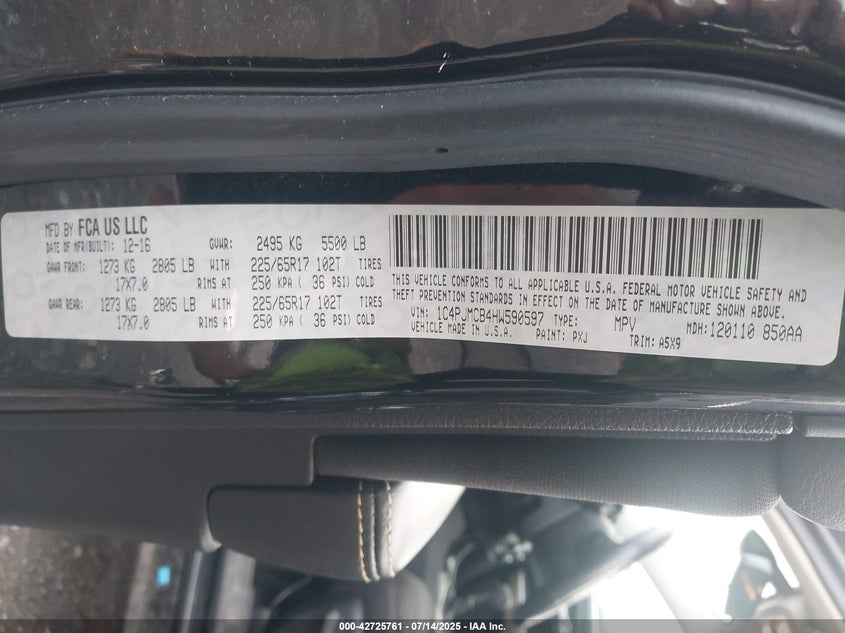 MFD BY FCA US LLC
DATE OF MFR(BUILT): 12-16 GVWR: 2495 KG 5500 LB
GAWR FRONT: 1273 KG 2805 LB WITH 225/65R17 102T TIRES
17X7.0 RIMS AT 250 KPA ( 36 PSI) COLD
GAWR REAR: 1273 KG 2805 LB WITH 225/65R17 102T TIRES
17X7.0 RIMS AT 250 KPA ( 36 PSI) COLD
THIS VEHICLE CONFORMS TO ALL APPLICABLE U.S.A. FEDERAL MOTOR VEHICLE SAFETY AND
THEFT PREVENTION STANDARDS IN EFFECT ON THE DATE OF MANUFACTURE SHOWN ABOVE.
VIN: 1C4PJMCB4HW590597 TYPE: MPV MDH: 120110 850AA
VEHICLE MADE IN U.S.A. PAINT: PXJ TRIM: A5X9
000-42725761 | 07/14/2025 - IAA Inc.